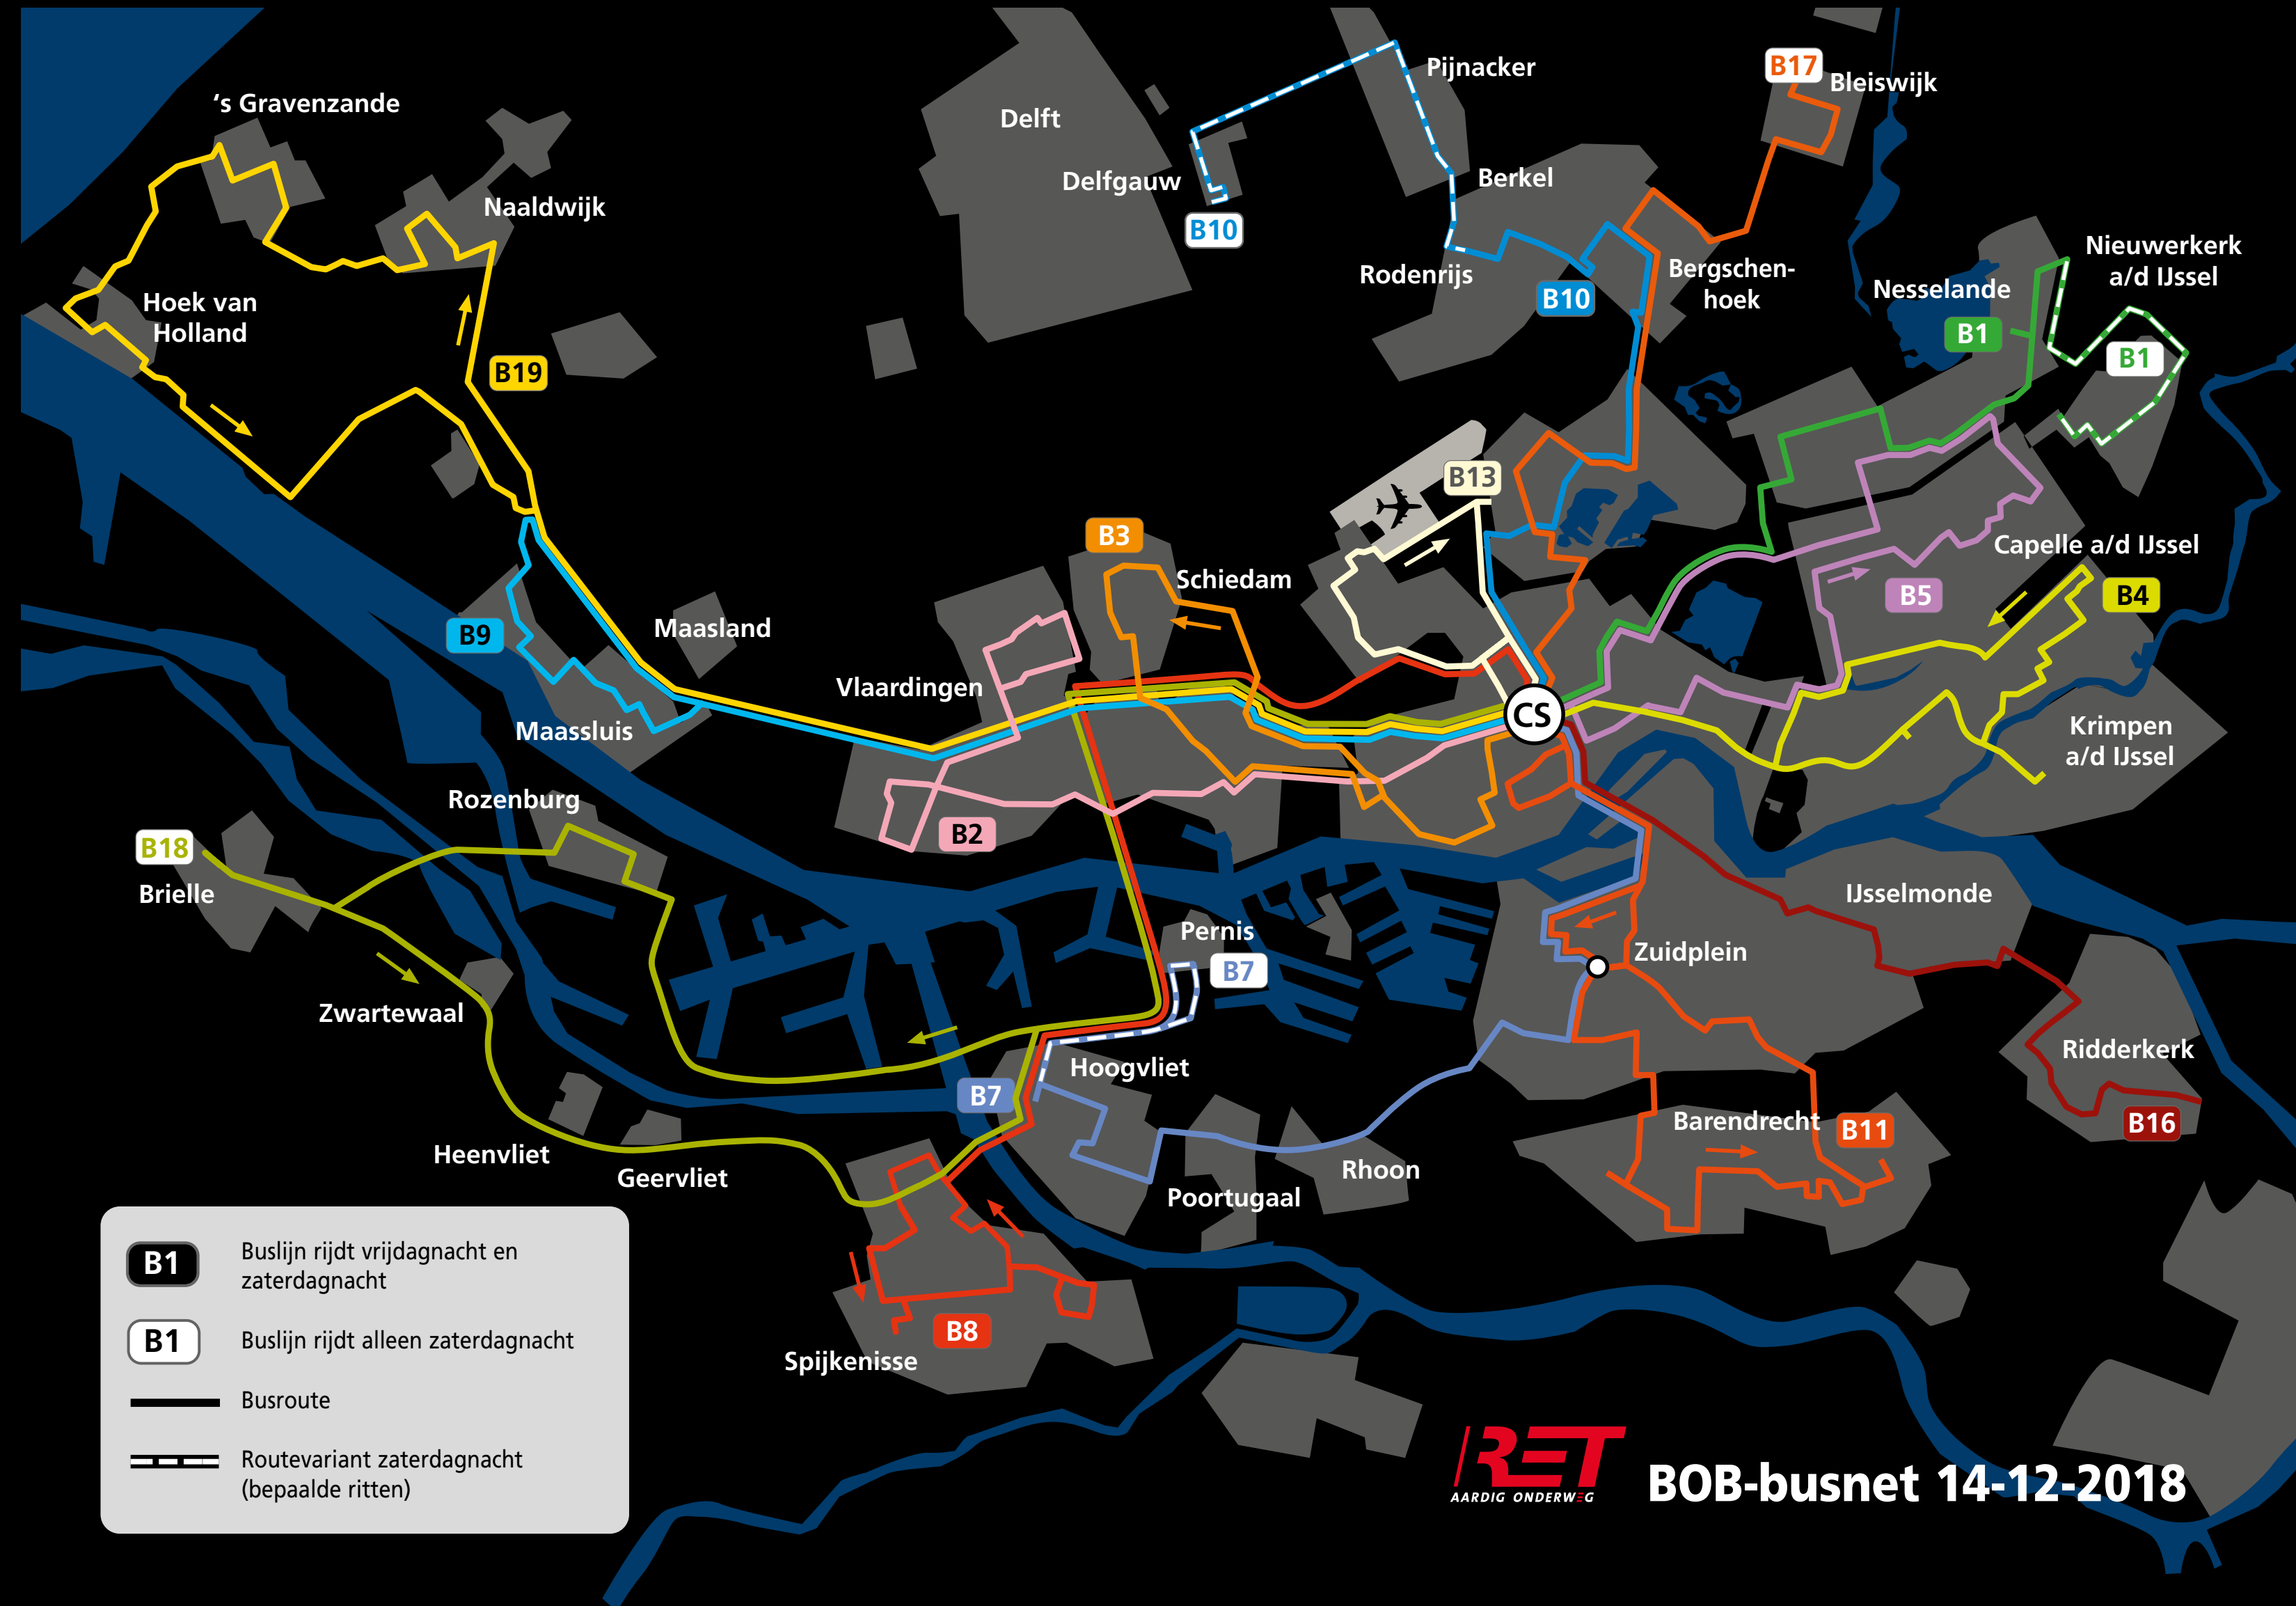 Pijnacker
B17
Bleiswijk
‘s Gravenzande
Delft
Delfgauw
Berkel
Naaldwijk
B10
Nieuwerkerk
a/d IJssel
Rodenrijs
Bergschen-
hoek
B10
Nesselande
B1
B1
Hoek van
Holland
B19
B13
B3
Schiedam
Capelle a/d IJssel
B5
B4
B9
Maasland
Vlaardingen
Maassluis
CS
Krimpen
a/d IJssel
Rozenburg
B2
B18
Brielle
IJsselmonde
Pernis
B7
Zuidplein
Zwartewaal
Hoogvliet
B7
Ridderkerk
Barendrecht
B11
B16
Heenvliet
Geervliet
Rhoon
Poortugaal
B8
Spijkenisse
B1
Buslijn rijdt vrijdagnacht en
zaterdagnacht
B1
Buslijn rijdt alleen zaterdagnacht
Busroute
Routevariant zaterdagnacht
(bepaalde ritten)
RET
AARDIG ONDERWEG
BOB-busnet 14-12-2018